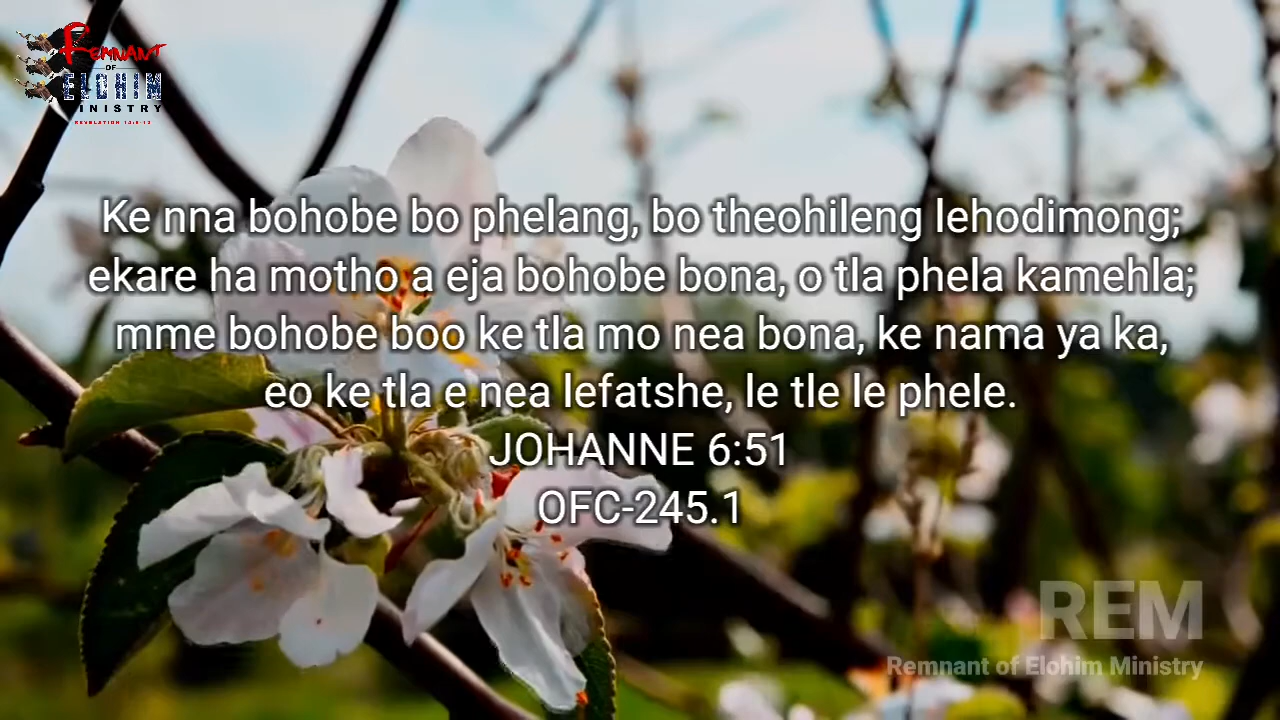 REMNANT
OF
ELOHIM
MINISTRY
Ke nna bohobe bo phelang, bo theohileng lehodimong;
ekare ha motho a eja bohobe bona, o tla phela kamehla;
mme bohobe boo ke tla mo nea bona, ke nama ya ka,
eo ke tla e nea lefatshe, le tle le phele.
JOHANNE 6:51
OFC-245.1
REM
Remnant of Elohim Ministry